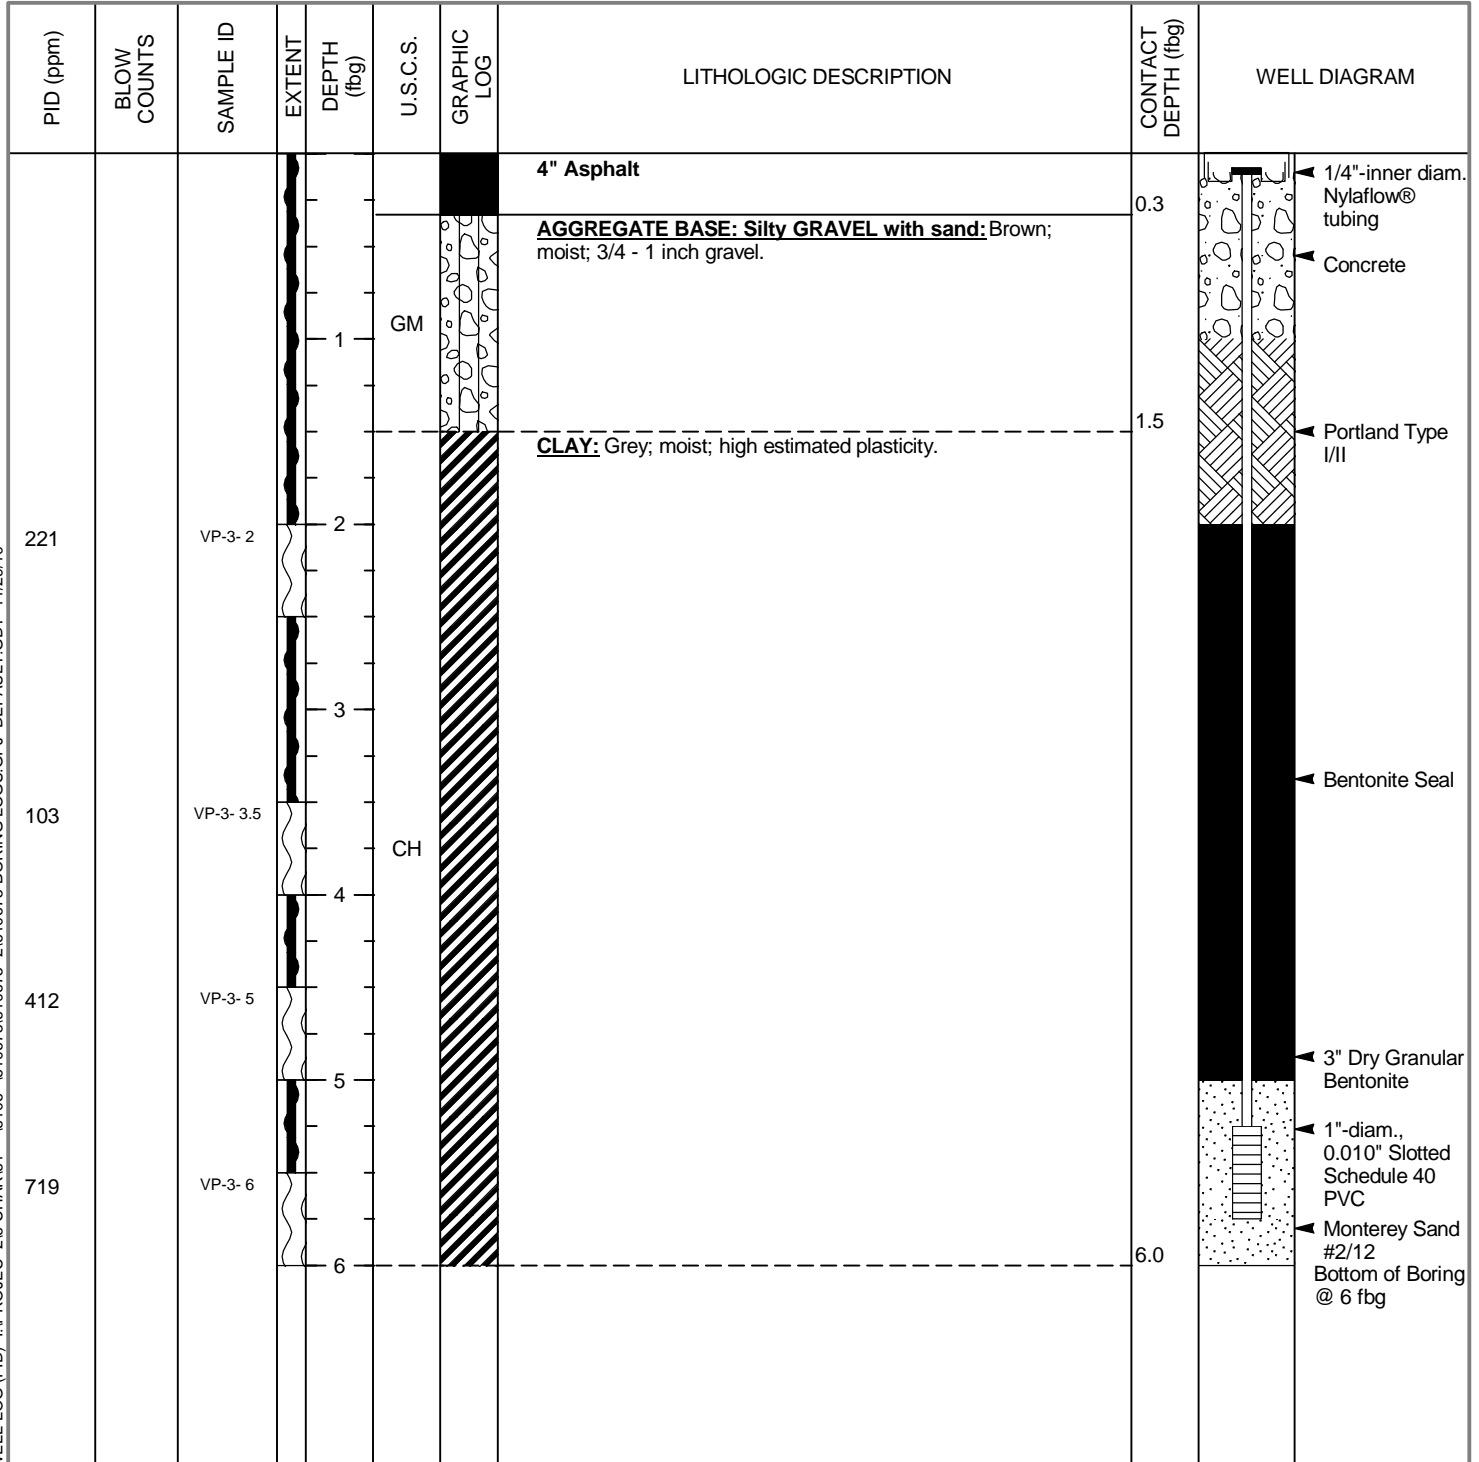 PID (ppm)
BLOW
COUNTS
SAMPLE ID
EXTENT
DEPTH
(fbg)
U.S.C.S.
GRAPHIC
LOG
LITHOLOGIC DESCRIPTION
CONTACT
DEPTH (fbg)
WELL DIAGRAM
4" Asphalt
0.3
AGGREGATE BASE: Silty GRAVEL with sand: Brown;
moist; 3/4 - 1 inch gravel.
GM
1
1.5
CLAY: Grey; moist; high estimated plasticity.
221
VP-3- 2
2
3
103
VP-3- 3.5
CH
4
412
VP-3- 5
5
719
VP-3- 6
6
6.0
1/4"-inner diam.
Nylaflow®
tubing
Concrete
Portland Type
I/II
Bentonite Seal
3" Dry Granular
Bentonite
1"-diam.,
0.010" Slotted
Schedule 40
PVC
Monterey Sand
#2/12
Bottom of Boring
@ 6 fbg